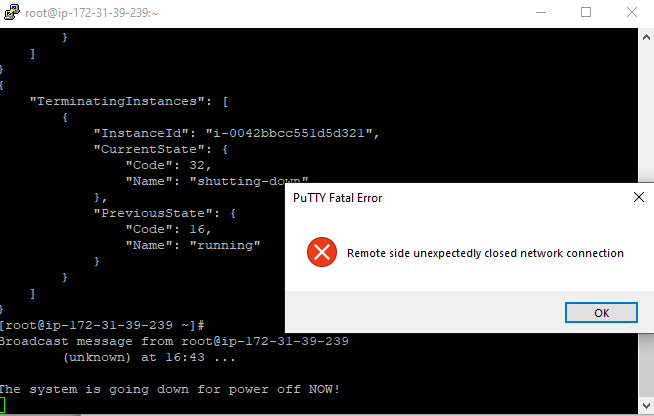 root@ip-172-31-39-239:~
}
]
}
{
"TerminatingInstances": [
{
"InstanceId": "i-0042bbcc551d5d321",
"CurrentState": {
"Code": 32,
"Name": "shutting-down"
},
"PreviousState": {
"Code": 16,
"Name": "running"
}
}
]
}
[root@ip-172-31-39-239 ~]#
Broadcast message from root@ip-172-31-39-239
(unknown) at 16:43 ...
The system is going down for power off NOW!
PuTTY Fatal Error
Remote side unexpectedly closed network connection
OK